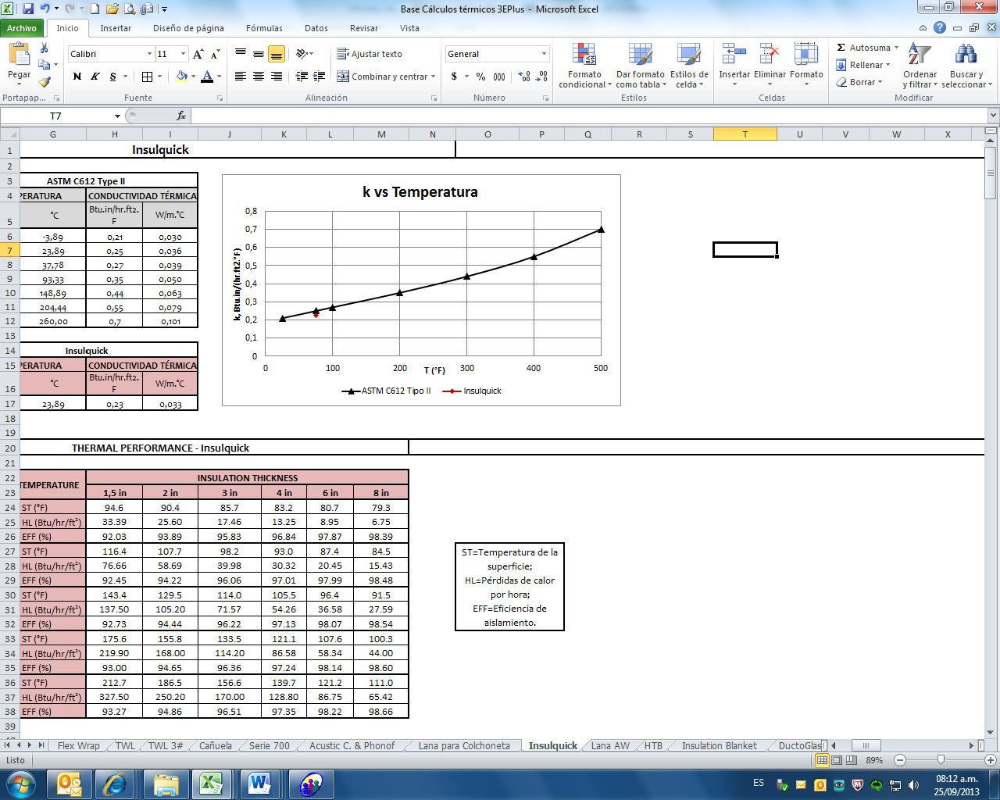 Base Cálculos térmicos 3EPlus - Microsoft Excel
Archivo Inicio Insertar Diseño de página Fórmulas Datos Revisar Vista
Pegar
Calibri 11
N K S
Ajustar texto
Combinar y centrar
General
$ % 000
Formato condicional
Dar formato como tabla
Estilos de celda
Insertar Eliminar Formato
Autosuma
Rellenar
Borrar
Ordenar y filtrar
Buscar y seleccionar
Portapap... Fuente Alineación Número Estilos Celdas Modificar
T7 fx
G H I J K L M N O P Q R S T U V W X
1 Insulquick
2
3 ASTM C612 Type II
4 PERATURA CONDUCTIVIDAD TÉRMICA
5 °C Btu.in/hr.ft2.F W/m.°C
6 -3,89 0,21 0,030
7 23,89 0,25 0,036
8 37,78 0,27 0,039
9 93,33 0,35 0,050
10 148,89 0,44 0,063
11 204,44 0,55 0,079
12 260,00 0,7 0,101
13
14 Insulquick
15 PERATURA CONDUCTIVIDAD TÉRMICA
16 °C Btu.in/hr.ft2.F W/m.°C
17 23,89 0,23 0,033
18
19
k vs Temperatura
0,8
0,7
0,6
0,5
0,4
0,3
0,2
0,1
0
k, Btu.in/(hr.ft2.°F)
0 100 200 300 400 500
T (°F)
ASTM C612 Tipo II Insulquick
20 THERMAL PERFORMANCE - Insulquick
21
22 TEMPERATURE INSULATION THICKNESS
23 1,5 in 2 in 3 in 4 in 6 in 8 in
24 ST (°F) 94.6 90.4 85.7 83.2 80.7 79.3
25 HL (Btu/hr/ft²) 33.39 25.60 17.46 13.25 8.95 6.75
26 EFF (%) 92.03 93.89 95.83 96.84 97.87 98.39
27 ST (°F) 116.4 107.7 98.2 93.0 87.4 84.5
28 HL (Btu/hr/ft²) 76.66 58.69 39.98 30.32 20.45 15.43
29 EFF (%) 92.45 94.22 96.06 97.01 97.99 98.48
30 ST (°F) 143.4 129.5 114.0 105.5 96.4 91.5
31 HL (Btu/hr/ft²) 137.50 105.20 71.57 54.26 36.58 27.59
32 EFF (%) 92.73 94.44 96.22 97.13 98.07 98.54
33 ST (°F) 175.6 155.8 133.5 121.1 107.6 100.3
34 HL (Btu/hr/ft²) 219.90 168.00 114.20 86.58 58.34 44.00
35 EFF (%) 93.00 94.65 96.36 97.24 98.14 98.60
36 ST (°F) 212.7 186.5 156.6 139.7 121.2 111.0
37 HL (Btu/hr/ft²) 327.50 250.20 170.00 128.80 86.75 65.42
38 EFF (%) 93.27 94.86 96.51 97.35 98.22 98.66
39
ST=Temperatura de la
superficie;
HL=Pérdidas de calor
por hora;
EFF=Eficiencia de
aislamiento.
Flex Wrap TWL TWL 3# Cañuela Serie 700 Acustic C. & Phonof Lana para Colchoneta Insulquick Lana AW HTB Insulation Blanket DuctoGlas
Listo 89%
ES 08:12 a.m.
25/09/2013